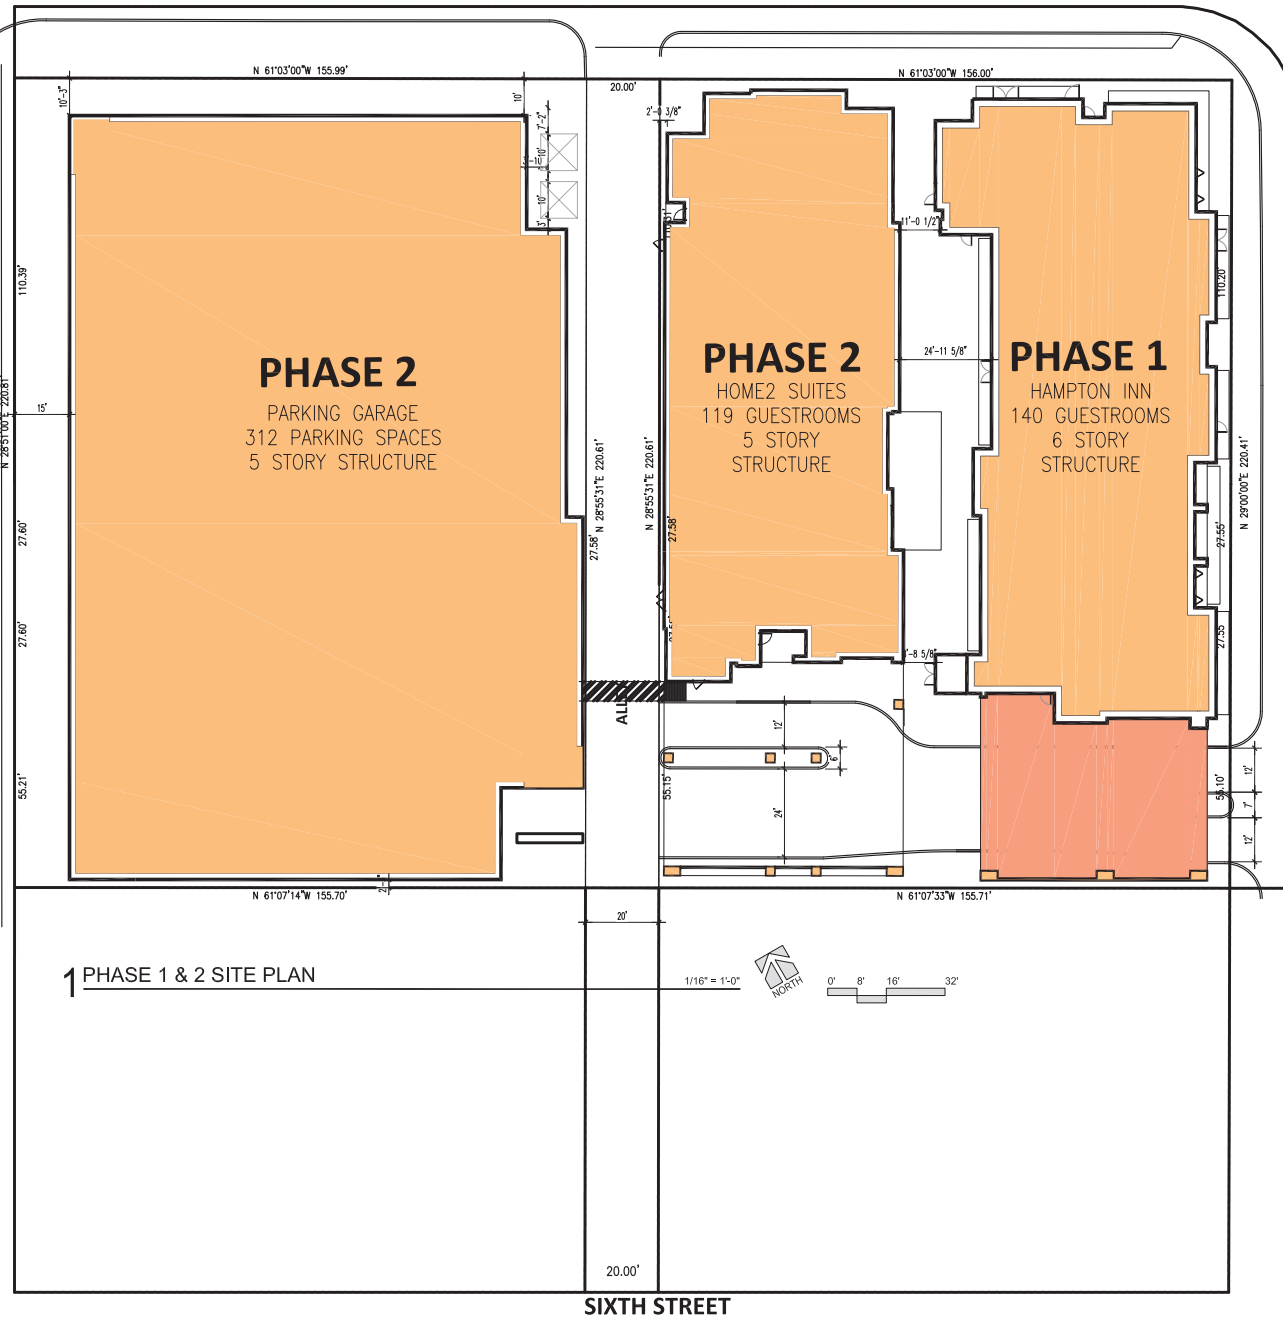 N 61°03'00"W 155.99'
N 61°03'00"W 156.00'
20.00'
10'-3"
10'
2'-0 3/8"
7'-2"
10'
10'
3'
11'-0 1/2"
110.39'
110.20'
24'-11 5/8"
PHASE 2
PARKING GARAGE
312 PARKING SPACES
5 STORY STRUCTURE
PHASE 2
HOME2 SUITES
119 GUESTROOMS
5 STORY
STRUCTURE
PHASE 1
HAMPTON INN
140 GUESTROOMS
6 STORY
STRUCTURE
15'
N 28°51'00"E 220.81'
N 28°55'31"E 220.61'
N 28°55'31"E 220.61'
N 29°00'00"E 220.41'
27.60'
27.58'
27.58'
27.55'
27.60'
27.55
'-8 5/8"
ALL
12'
6'
24'
55.21'
55.15'
55.10'
12'
7'
12'
N 61°07'14"W 155.70'
N 61°07'33"W 155.71'
20'
1 PHASE 1 & 2 SITE PLAN
1/16" = 1'-0"
NORTH
0' 8' 16' 32'
20.00'
SIXTH STREET